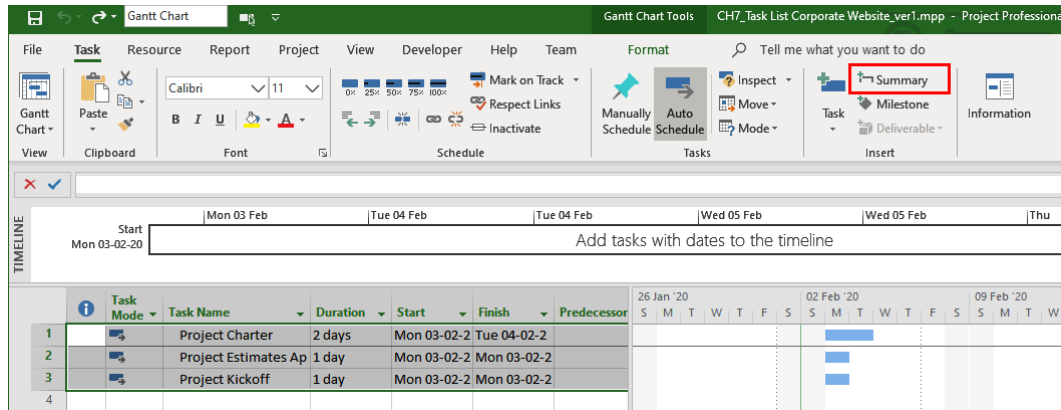 Gantt Chart
Gantt Chart Tools
CH7_Task List Corporate Website_ver1.mpp - Project Professiona
File Task Resource Report Project View Developer Help Team Format Tell me what you want to do
Gantt Chart
View
Paste
Clipboard
Calibri 11
B I U A
Font
0% 25% 50% 75% 100%
Mark on Track
Respect Links
Inactivate
Schedule
Manually Schedule
Auto Schedule
Inspect
Move
Mode
Tasks
Task
Summary
Milestone
Deliverable
Insert
Information
TIMELINE
Mon 03 Feb Tue 04 Feb Tue 04 Feb Wed 05 Feb Wed 05 Feb Thu
Start
Mon 03-02-20
Add tasks with dates to the timeline
Task Mode Task Name Duration Start Finish Predecessor
26 Jan '20 02 Feb '20 09 Feb '20
S M T W T F S S M T W T F S S M T W
1 Project Charter 2 days Mon 03-02-2 Tue 04-02-2
2 Project Estimates Ap 1 day Mon 03-02-2 Mon 03-02-2
3 Project Kickoff 1 day Mon 03-02-2 Mon 03-02-2
4